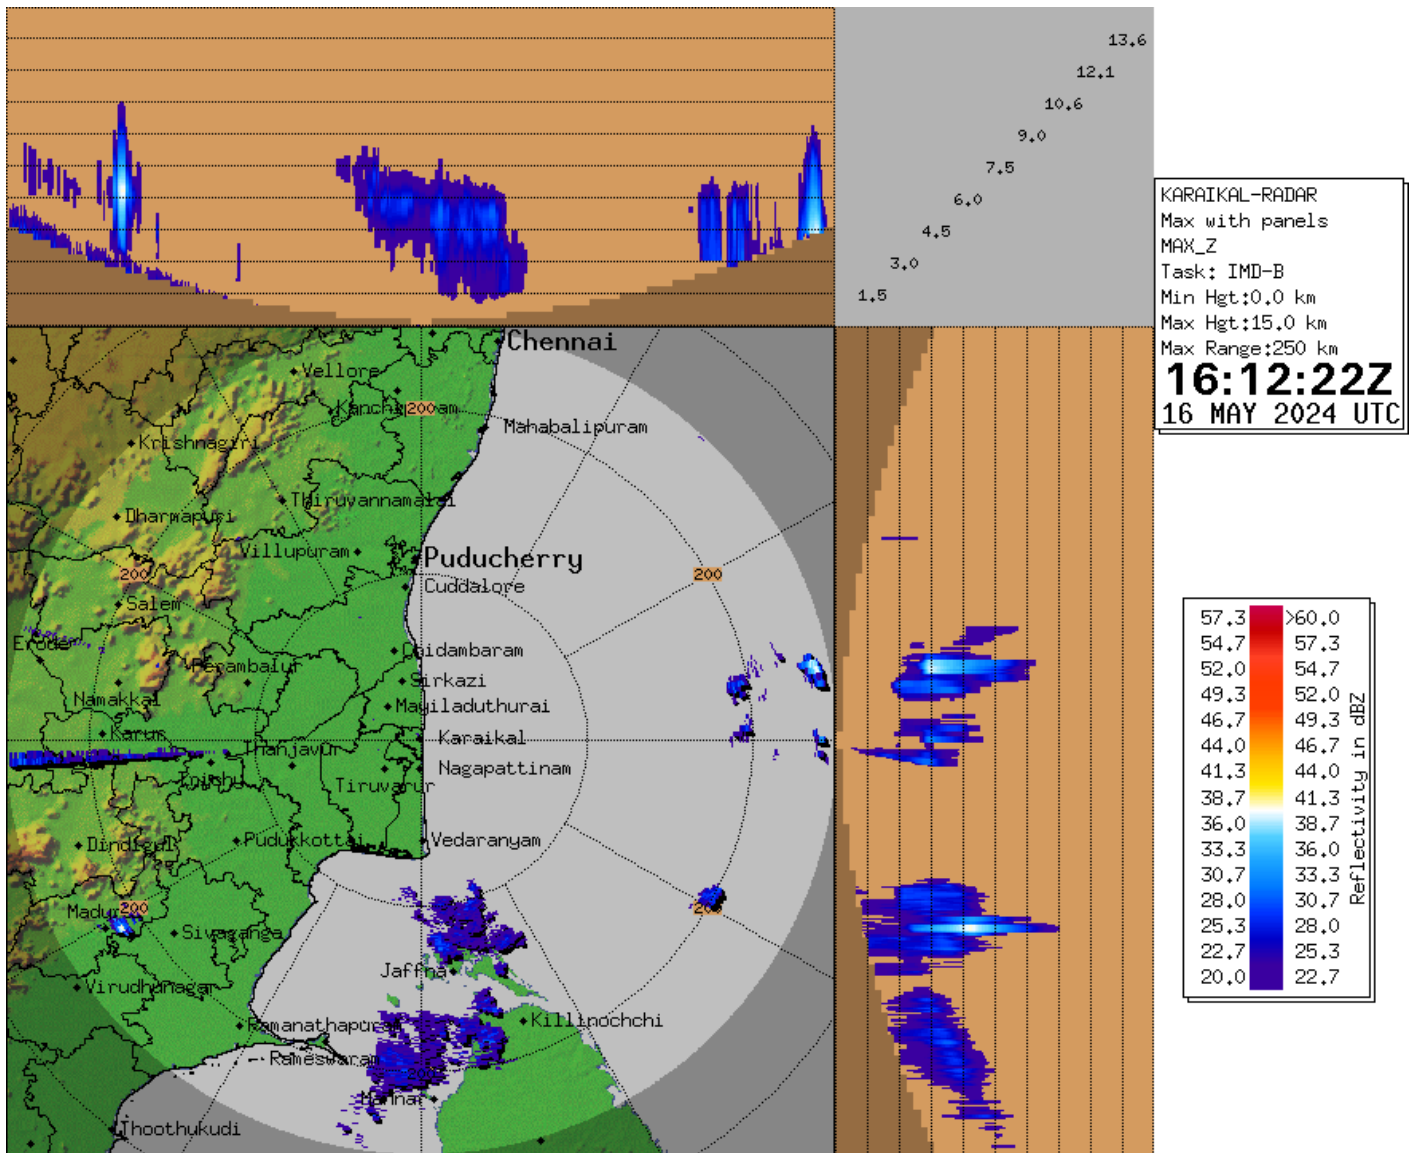 13.6
12.1
10.6
9.0
7.5
6.0
4.5
3.0
1.5
KARAIKAL-RADAR
Max with panels
MAX_Z
Task: IMD-B
Min Hgt:0.0 km
Max Hgt:15.0 km
Max Range:250 km
16:12:22Z
16 MAY 2024 UTC
Chennai
Vellore
200
Mahabalipuram
Krishnagiri
Thiruvannamalai
Dharmapuri
Villupuram
Puducherry
200
200
Cuddalore
Salem
Erode
Chidambaram
Perambalur
Sirkazi
Namakkal
Mayiladuthurai
Karur
Karaikal
Thanjavur
Nagapattinam
Tiruvarur
Dindigul
Pudukkottai
Vedaranyam
200
Sivaganga
Jaffna
Virudhunagar
Ramanathapuram
Killinochchi
Rameswaram
200
Mannar
Thoothukudi
57.3 >60.0
54.7 57.3
52.0 54.7
49.3 52.0
46.7 49.3
44.0 46.7
41.3 44.0
38.7 41.3
36.0 38.7
33.3 36.0
30.7 33.3
28.0 30.7
25.3 28.0
22.7 25.3
20.0 22.7
Reflectivity in dBZ